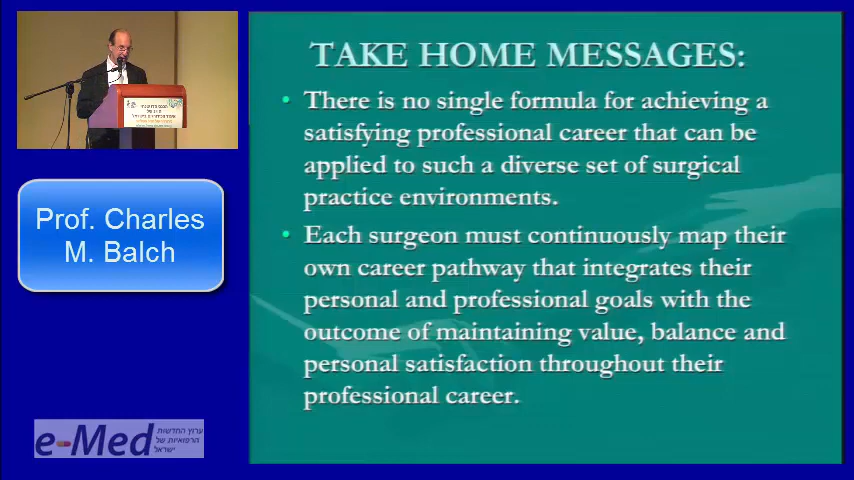 TAKE HOME MESSAGES:
• There is no single formula for achieving a
satisfying professional career that can be
applied to such a diverse set of surgical
practice environments.
• Each surgeon must continuously map their
own career pathway that integrates their
personal and professional goals with the
outcome of maintaining value, balance and
personal satisfaction throughout their
professional career.
Prof. Charles
M. Balch
e-Med
ערוץ החדשות
הרפואיות של
ישראל